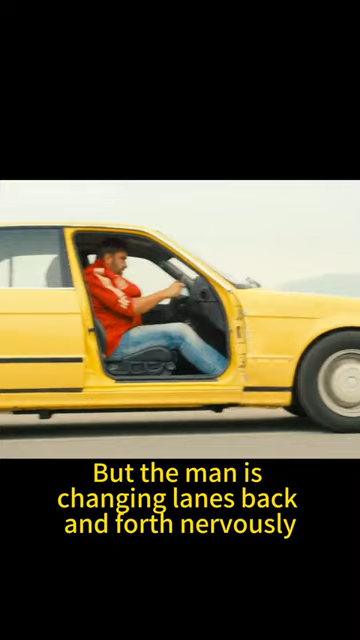 But the man is
changing lanes back
and forth nervously